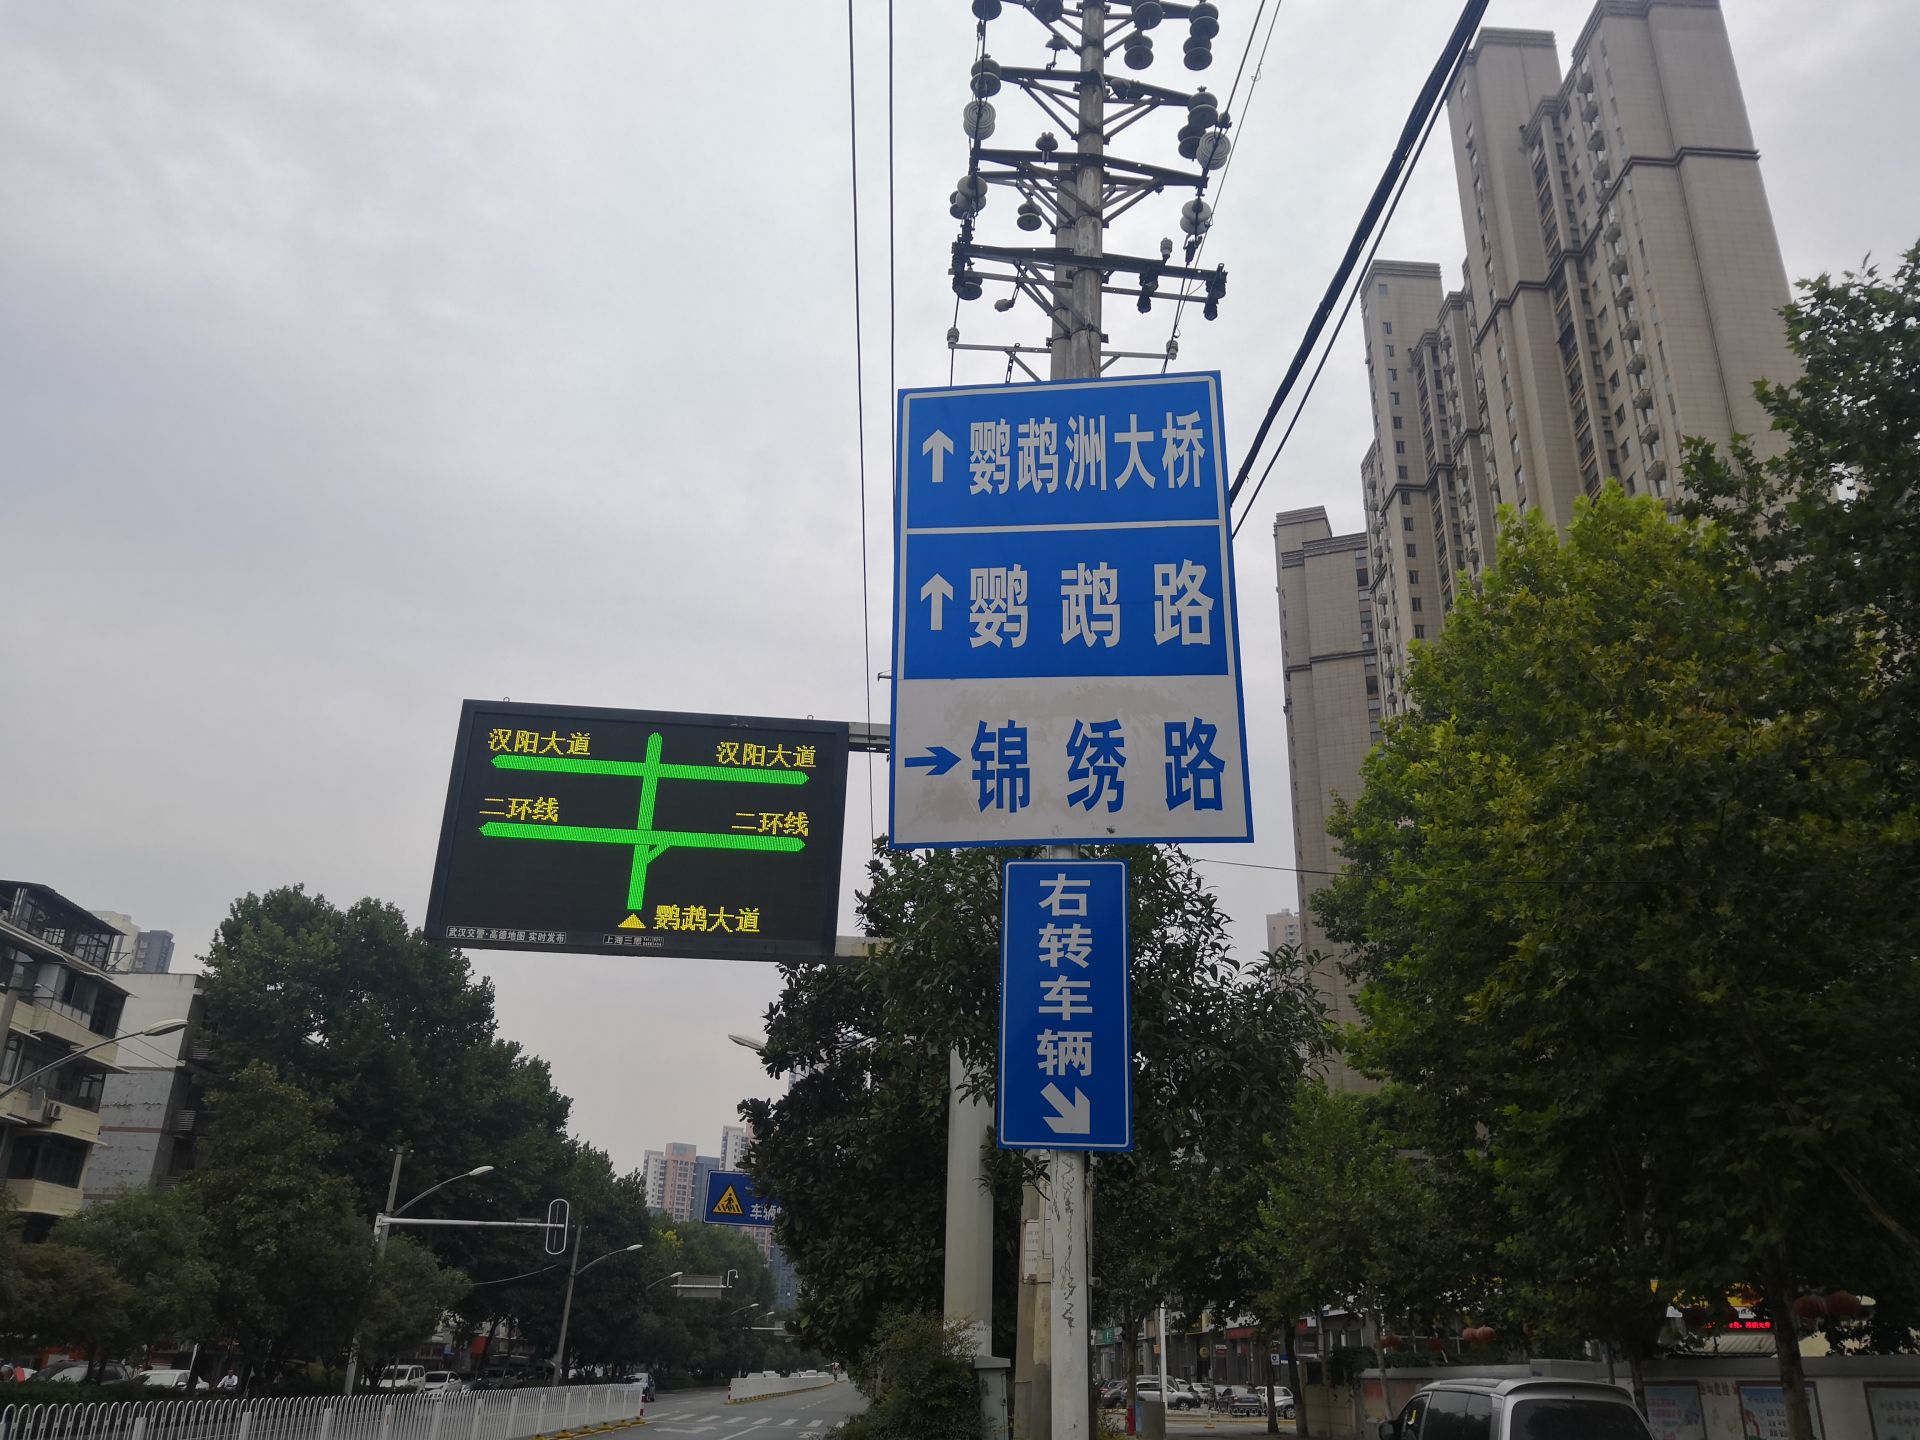 鹦鹉洲大桥
鹦鹉路
锦绣路
右转车辆
汉阳大道
汉阳大道
二环线
二环线
鹦鹉大道
武汉交警·高德地图 实时发布
车辆